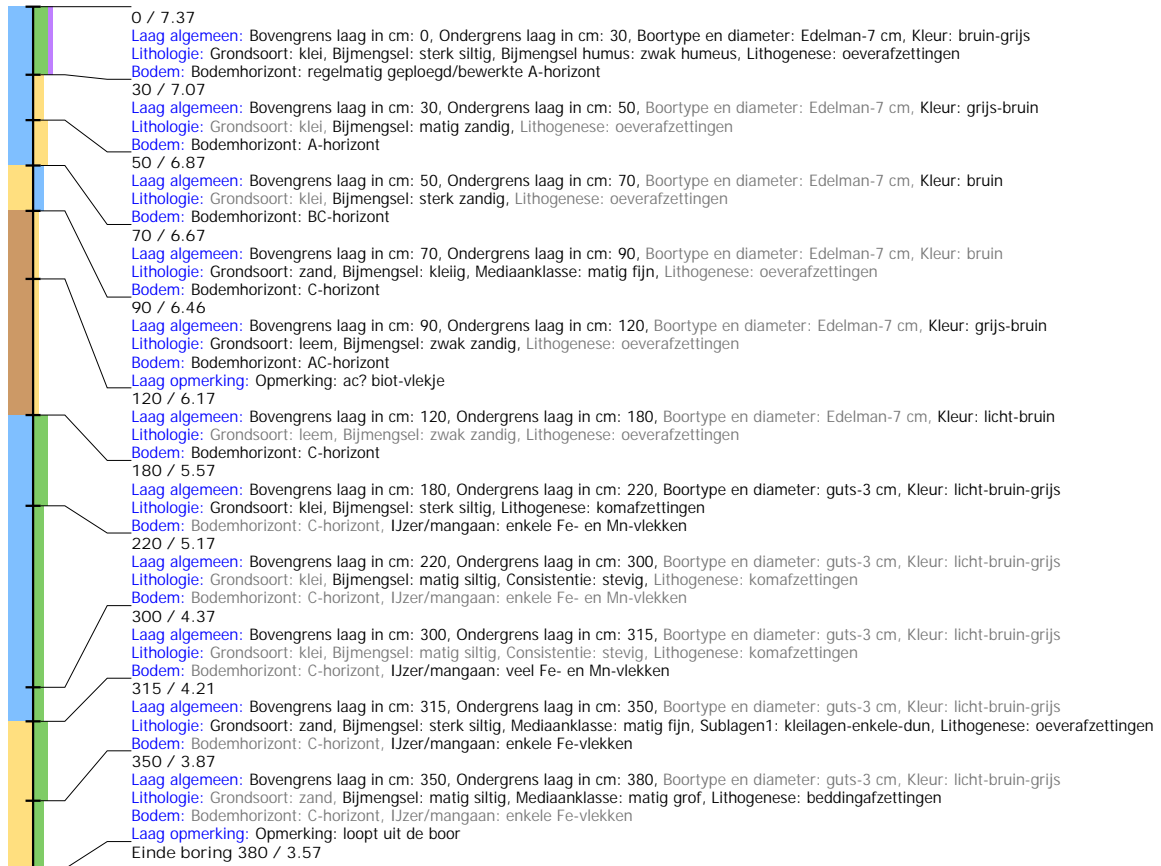 0 / 7.37
Laag algemeen: Bovengrens laag in cm: 0, Ondergrens laag in cm: 30, Boortype en diameter: Edelman-7 cm, Kleur: bruin-grijs
Lithologie: Grondsoort: klei, Bijmengsel: sterk siltig, Bijmengsel humus: zwak humeus, Lithogenese: oeverafzettingen
Bodem: Bodemhorizont: regelmatig geploegd/bewerkte A-horizont
30 / 7.07
Laag algemeen: Bovengrens laag in cm: 30, Ondergrens laag in cm: 50, Boortype en diameter: Edelman-7 cm, Kleur: grijs-bruin
Lithologie: Grondsoort: klei, Bijmengsel: matig zandig, Lithogenese: oeverafzettingen
Bodem: Bodemhorizont: A-horizont
50 / 6.87
Laag algemeen: Bovengrens laag in cm: 50, Ondergrens laag in cm: 70, Boortype en diameter: Edelman-7 cm, Kleur: bruin
Lithologie: Grondsoort: klei, Bijmengsel: sterk zandig, Lithogenese: oeverafzettingen
Bodem: Bodemhorizont: BC-horizont
70 / 6.67
Laag algemeen: Bovengrens laag in cm: 70, Ondergrens laag in cm: 90, Boortype en diameter: Edelman-7 cm, Kleur: bruin
Lithologie: Grondsoort: zand, Bijmengsel: kleiig, Mediaanklasse: matig fijn, Lithogenese: oeverafzettingen
Bodem: Bodemhorizont: C-horizont
90 / 6.46
Laag algemeen: Bovengrens laag in cm: 90, Ondergrens laag in cm: 120, Boortype en diameter: Edelman-7 cm, Kleur: grijs-bruin
Lithologie: Grondsoort: leem, Bijmengsel: zwak zandig, Lithogenese: oeverafzettingen
Bodem: Bodemhorizont: AC-horizont
Laag opmerking: Opmerking: ac? biot-vlekje
120 / 6.17
Laag algemeen: Bovengrens laag in cm: 120, Ondergrens laag in cm: 180, Boortype en diameter: Edelman-7 cm, Kleur: licht-bruin
Lithologie: Grondsoort: leem, Bijmengsel: zwak zandig, Lithogenese: oeverafzettingen
Bodem: Bodemhorizont: C-horizont
180 / 5.57
Laag algemeen: Bovengrens laag in cm: 180, Ondergrens laag in cm: 220, Boortype en diameter: guts-3 cm, Kleur: licht-bruin-grijs
Lithologie: Grondsoort: klei, Bijmengsel: sterk siltig, Lithogenese: komafzettingen
Bodem: Bodemhorizont: C-horizont, IJzer/mangaan: enkele Fe- en Mn-vlekken
220 / 5.17
Laag algemeen: Bovengrens laag in cm: 220, Ondergrens laag in cm: 300, Boortype en diameter: guts-3 cm, Kleur: licht-bruin-grijs
Lithologie: Grondsoort: klei, Bijmengsel: matig siltig, Consistentie: stevig, Lithogenese: komafzettingen
Bodem: Bodemhorizont: C-horizont, IJzer/mangaan: enkele Fe- en Mn-vlekken
300 / 4.37
Laag algemeen: Bovengrens laag in cm: 300, Ondergrens laag in cm: 315, Boortype en diameter: guts-3 cm, Kleur: licht-bruin-grijs
Lithologie: Grondsoort: klei, Bijmengsel: matig siltig, Consistentie: stevig, Lithogenese: komafzettingen
Bodem: Bodemhorizont: C-horizont, IJzer/mangaan: veel Fe- en Mn-vlekken
315 / 4.21
Laag algemeen: Bovengrens laag in cm: 315, Ondergrens laag in cm: 350, Boortype en diameter: guts-3 cm, Kleur: licht-bruin-grijs
Lithologie: Grondsoort: zand, Bijmengsel: sterk siltig, Mediaanklasse: matig fijn, Sublagen1: kleilagen-enkele-dun, Lithogenese: oeverafzettingen
Bodem: Bodemhorizont: C-horizont, IJzer/mangaan: enkele Fe-vlekken
350 / 3.87
Laag algemeen: Bovengrens laag in cm: 350, Ondergrens laag in cm: 380, Boortype en diameter: guts-3 cm, Kleur: licht-bruin-grijs
Lithologie: Grondsoort: zand, Bijmengsel: matig siltig, Mediaanklasse: matig grof, Lithogenese: beddingafzettingen
Bodem: Bodemhorizont: C-horizont, IJzer/mangaan: enkele Fe-vlekken
Laag opmerking: Opmerking: loopt uit de boor
Einde boring 380 / 3.57